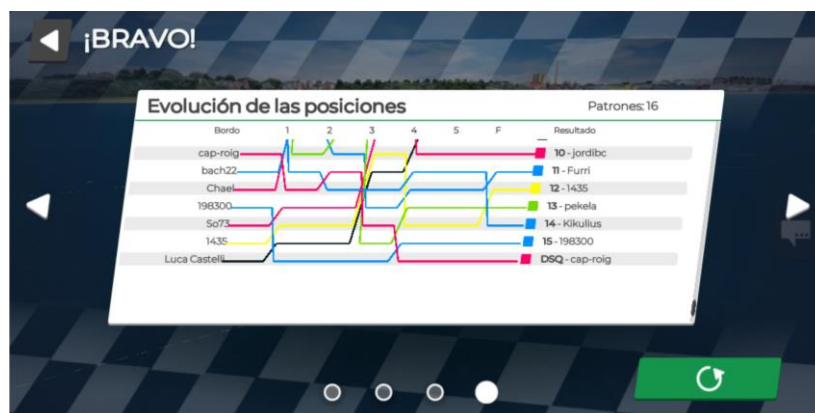 ¡BRAVO!
Evolución de las posiciones
Patrones: 16
Bordo 1 2 3 4 5 F Resultado
cap-roig 10 - jordibc
bach22 11 - Furri
Chael 12 - 1435
198300 13 - pekela
So73 14 - Kikulius
1435 15 - 198300
Luca Castelli DSQ - cap-roig